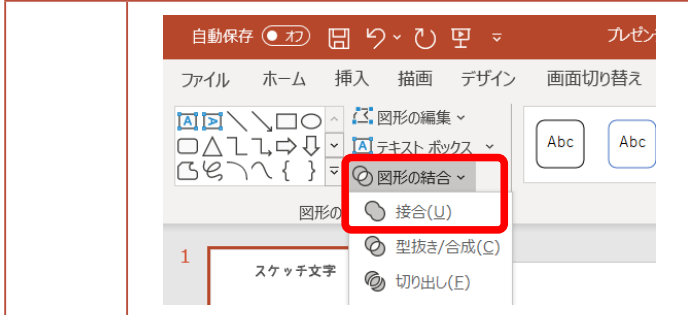 自動保存 オフ プレゼン
ファイル ホーム 挿入 描画 デザイン 画面切り替え
図形の編集
テキスト ボックス
Abc Abc
図形の結合
図形の
接合(U)
型抜き/合成(C)
切り出し(F)
1
スケッチ文字